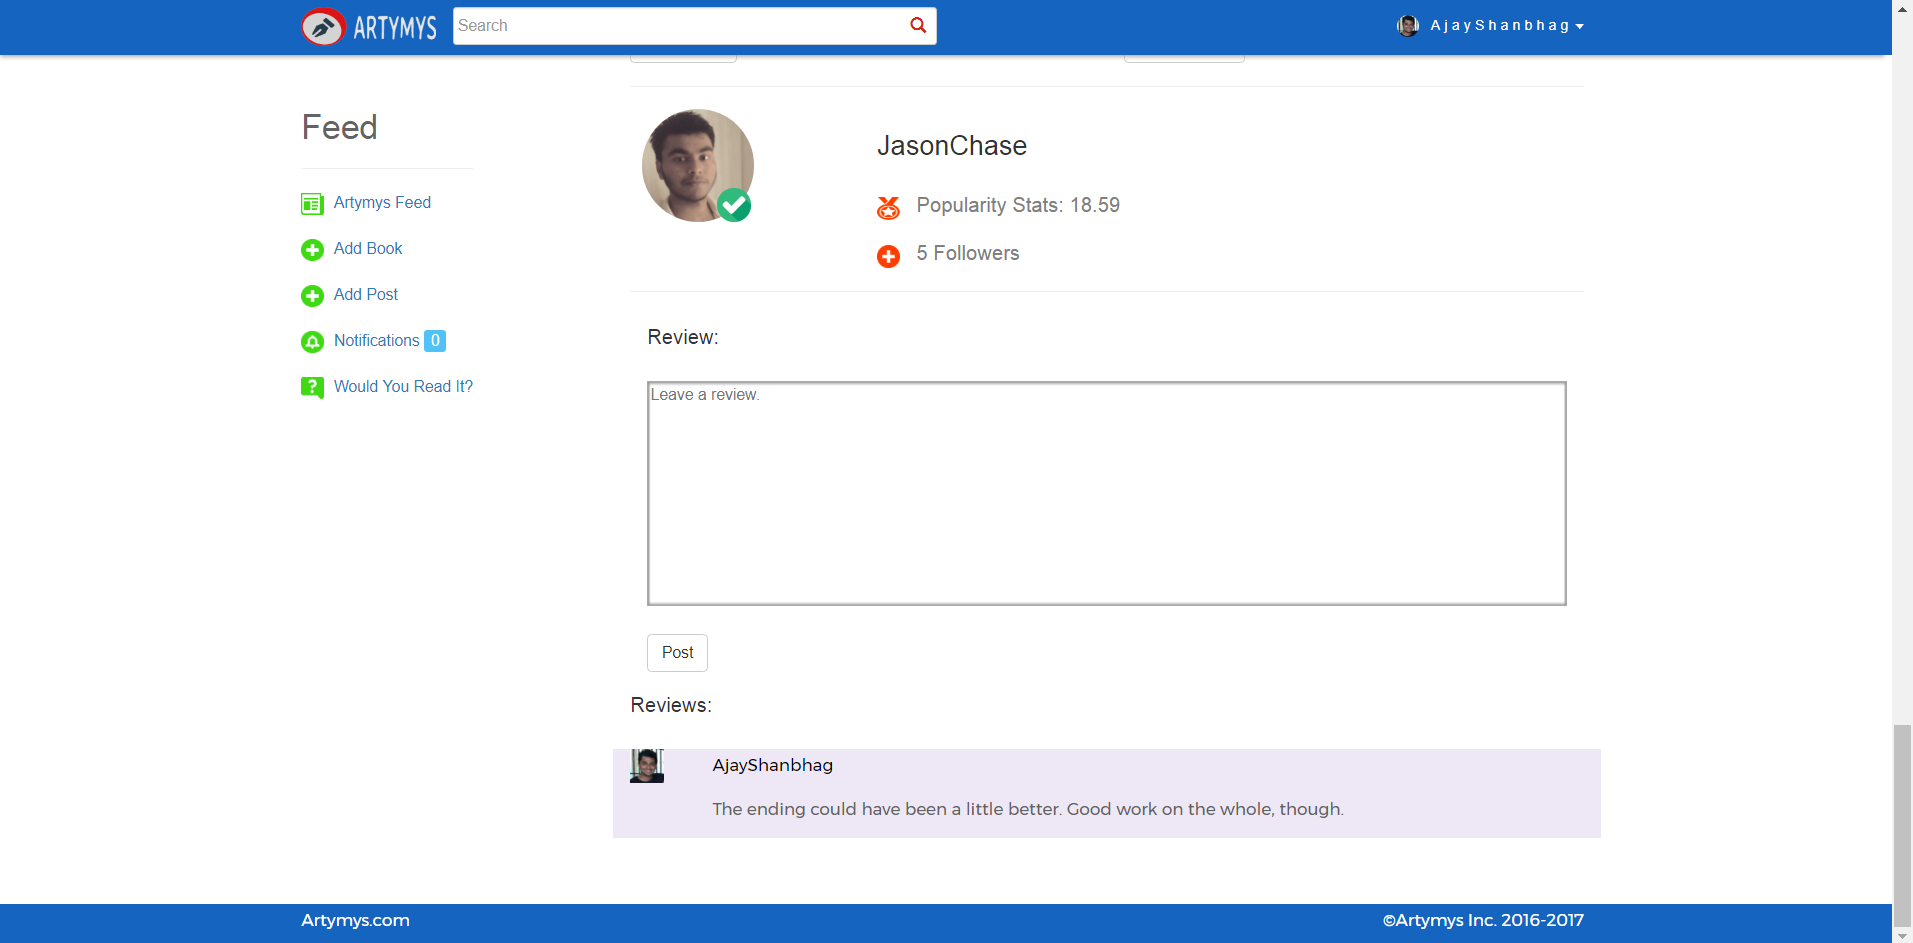 ARTYMYS
Search
AjayShanbhag
Feed
Artymys Feed
Add Book
Add Post
Notifications 0
Would You Read It?
JasonChase
Popularity Stats: 18.59
5 Followers
Review:
Leave a review.
Post
Reviews:
AjayShanbhag
The ending could have been a little better. Good work on the whole, though.
Artymys.com
©Artymys Inc. 2016-2017